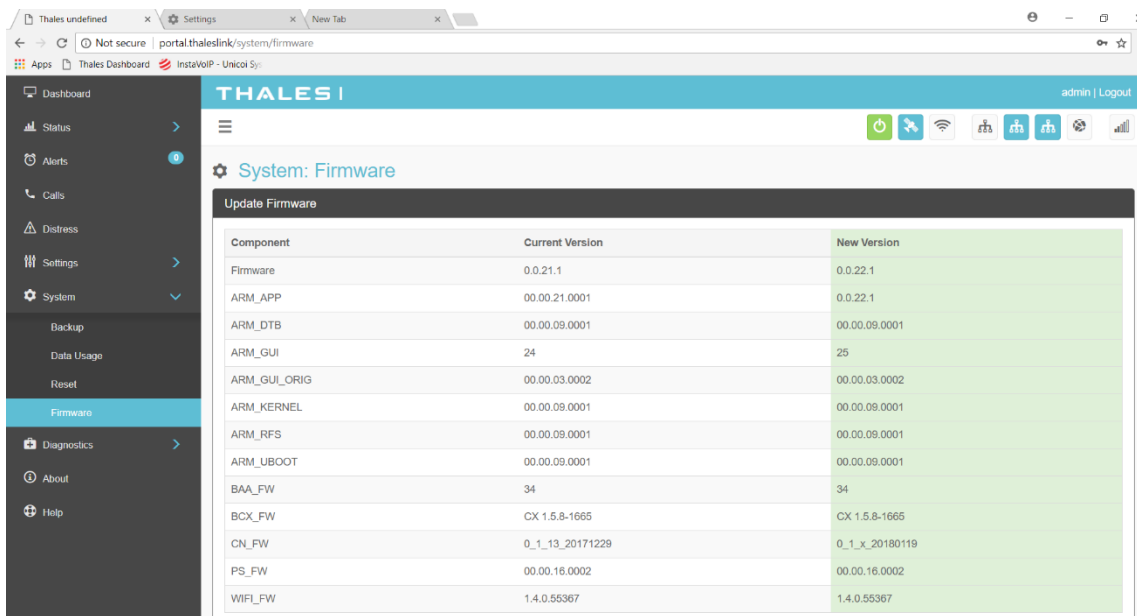 Thales undefined
Settings
New Tab
Not secure | portal.thaleslink/system/firmware
Apps Thales Dashboard InstaVoIP - Unicoi Sy
Dashboard
THALES
admin | Logout
Status
Alerts 0
System: Firmware
Calls
Update Firmware
Distress
Settings
System
Backup
Data Usage
Reset
Firmware
Diagnostics
About
Help
Component Current Version New Version
Firmware 0.0.21.1 0.0.22.1
ARM_APP 00.00.21.0001 0.0.22.1
ARM_DTB 00.00.09.0001 00.00.09.0001
ARM_GUI 24 25
ARM_GUI_ORIG 00.00.03.0002 00.00.03.0002
ARM_KERNEL 00.00.09.0001 00.00.09.0001
ARM_RFS 00.00.09.0001 00.00.09.0001
ARM_UBOOT 00.00.09.0001 00.00.09.0001
BAA_FW 34 34
BCX_FW CX 1.5.8-1665 CX 1.5.8-1665
CN_FW 0_1_13_20171229 0_1_x_20180119
PS_FW 00.00.16.0002 00.00.16.0002
WIFI_FW 1.4.0.55367 1.4.0.55367